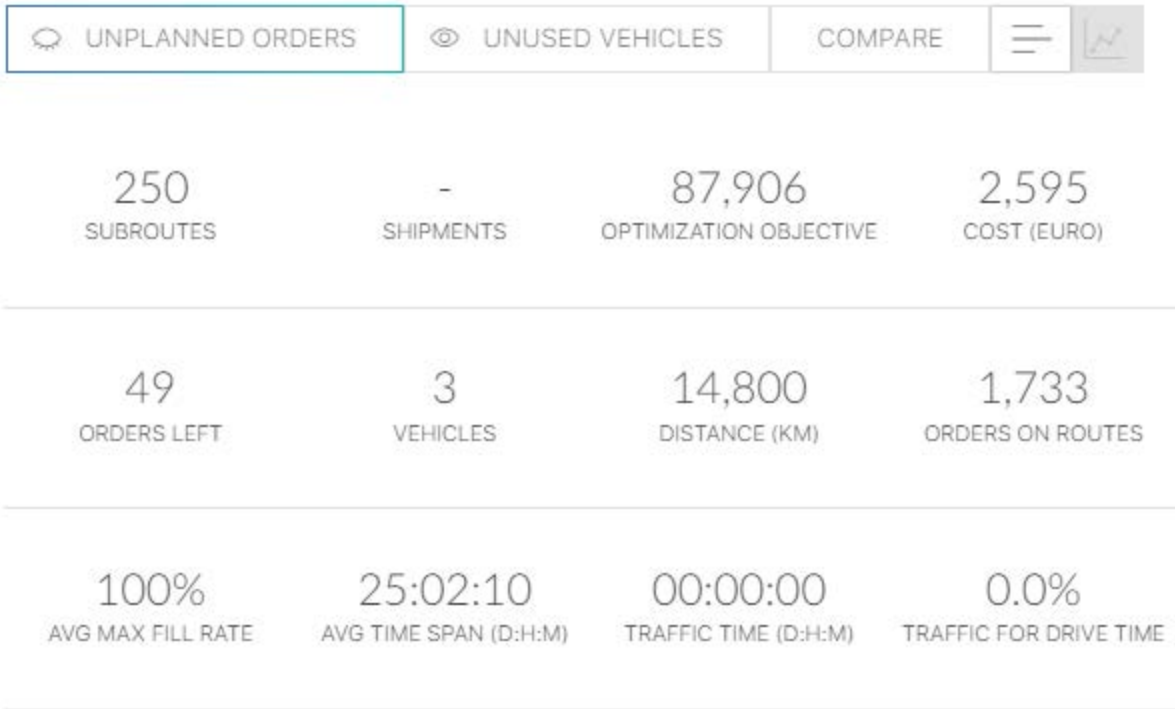 UNPLANNED ORDERS UNUSED VEHICLES COMPARE
250 - 87,906 2,595
SUBROUTES SHIPMENTS OPTIMIZATION OBJECTIVE COST (EURO)
49 3 14,800 1,733
ORDERS LEFT VEHICLES DISTANCE (KM) ORDERS ON ROUTES
100% 25:02:10 00:00:00 0.0%
AVG MAX FILL RATE AVG TIME SPAN (D:H:M) TRAFFIC TIME (D:H:M) TRAFFIC FOR DRIVE TIME